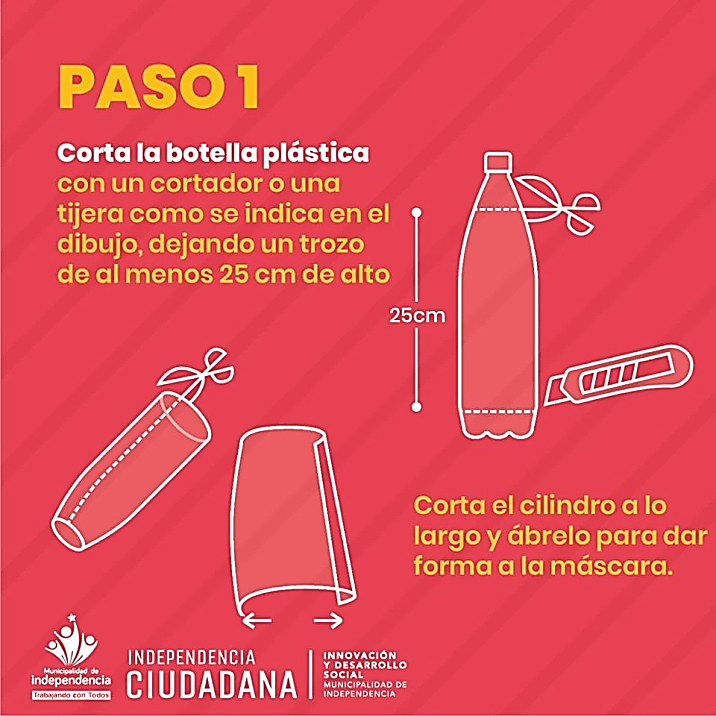 PASO 1
Corta la botella plástica
con un cortador o una
tijera como se indica en el
dibujo, dejando un trozo
de al menos 25 cm de alto
25cm
Corta el cilindro a lo
largo y ábrelo para dar
forma a la máscara.
Municipalidad de
independencia
Trabajando con Todos
INDEPENDENCIA
CIUDADANA
INNOVACIÓN
Y DESARROLLO
SOCIAL
MUNICIPALIDAD DE
INDEPENDENCIA